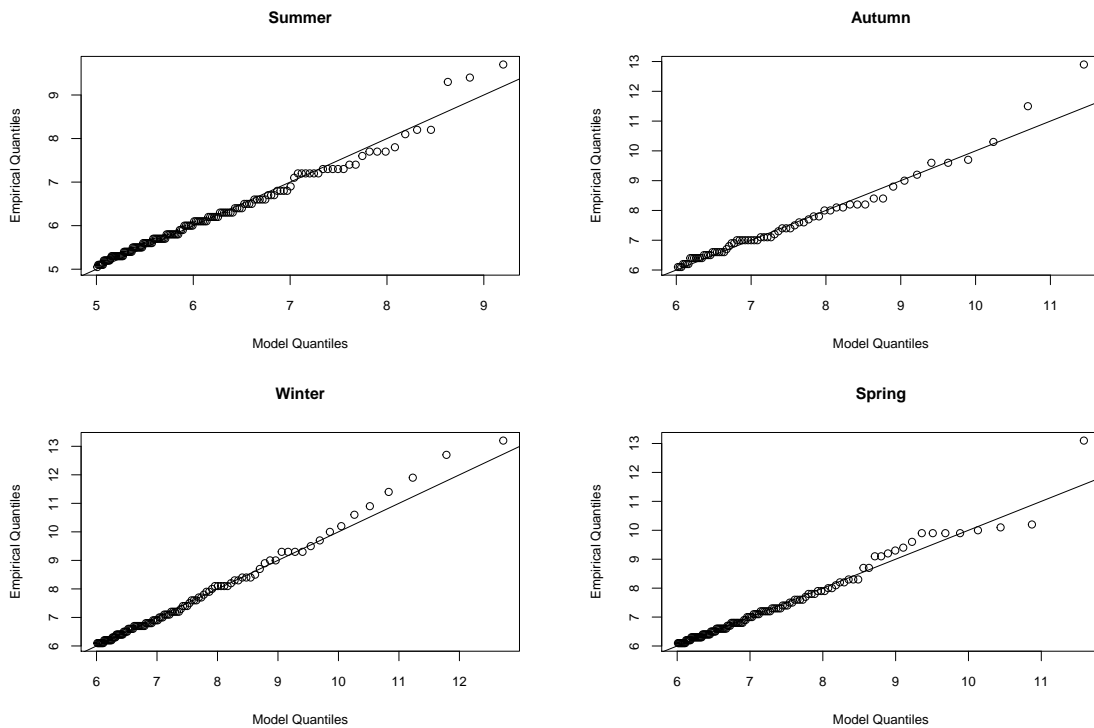 Summer
Empirical Quantiles
5 6 7 8 9
5 6 7 8 9
Model Quantiles
Autumn
Empirical Quantiles
6 7 8 9 10 11 12 13
6 7 8 9 10 11
Model Quantiles
Winter
Empirical Quantiles
6 7 8 9 10 11 12 13
6 7 8 9 10 11 12
Model Quantiles
Spring
Empirical Quantiles
6 7 8 9 10 11 12 13
6 7 8 9 10 11
Model Quantiles